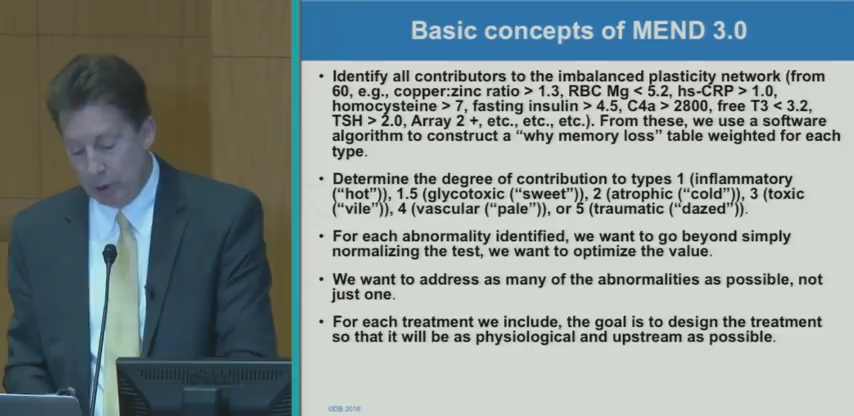 Basic concepts of MEND 3.0
• Identify all contributors to the imbalanced plasticity network (from
60, e.g., copper:zinc ratio > 1.3, RBC Mg < 5.2, hs-CRP > 1.0,
homocysteine > 7, fasting insulin > 4.5, C4a > 2800, free T3 < 3.2,
TSH > 2.0, Array 2 +, etc., etc., etc.). From these, we use a software
algorithm to construct a “why memory loss” table weighted for each
type.
• Determine the degree of contribution to types 1 (inflammatory
(“hot”)), 1.5 (glycotoxic (“sweet”)), 2 (atrophic (“cold”)), 3 (toxic
(“vile”)), 4 (vascular (“pale”)), or 5 (traumatic (“dazed”)).
• For each abnormality identified, we want to go beyond simply
normalizing the test, we want to optimize the value.
• We want to address as many of the abnormalities as possible, not
just one.
• For each treatment we include, the goal is to design the treatment
so that it will be as physiological and upstream as possible.
©DB 2016